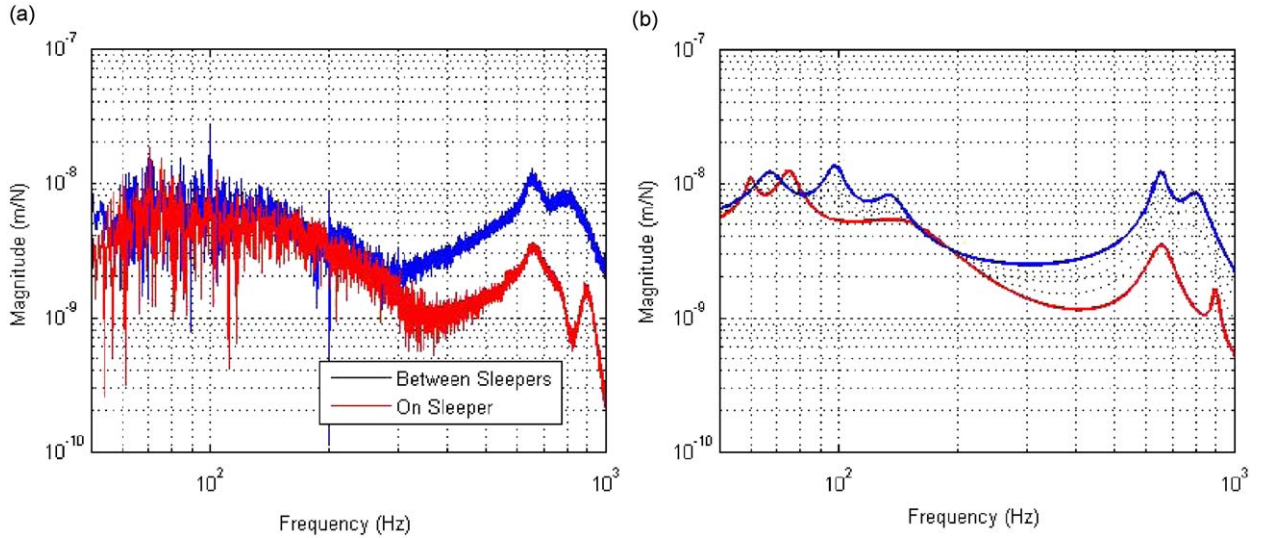 (a)
10^-7
10^-8
10^-9
10^-10
Magnitude (m/N)
10^2
10^3
Frequency (Hz)
Between Sleepers
On Sleeper
(b)
10^-7
10^-8
10^-9
10^-10
Magnitude (m/N)
10^2
10^3
Frequency (Hz)